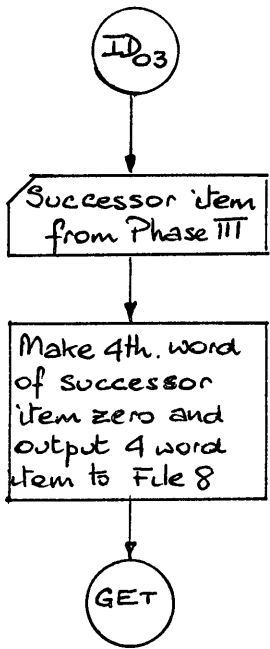 ID03
Successor item
from Phase III
Make 4th. word
of successor
item zero and
output 4 word
item to File 8
GET